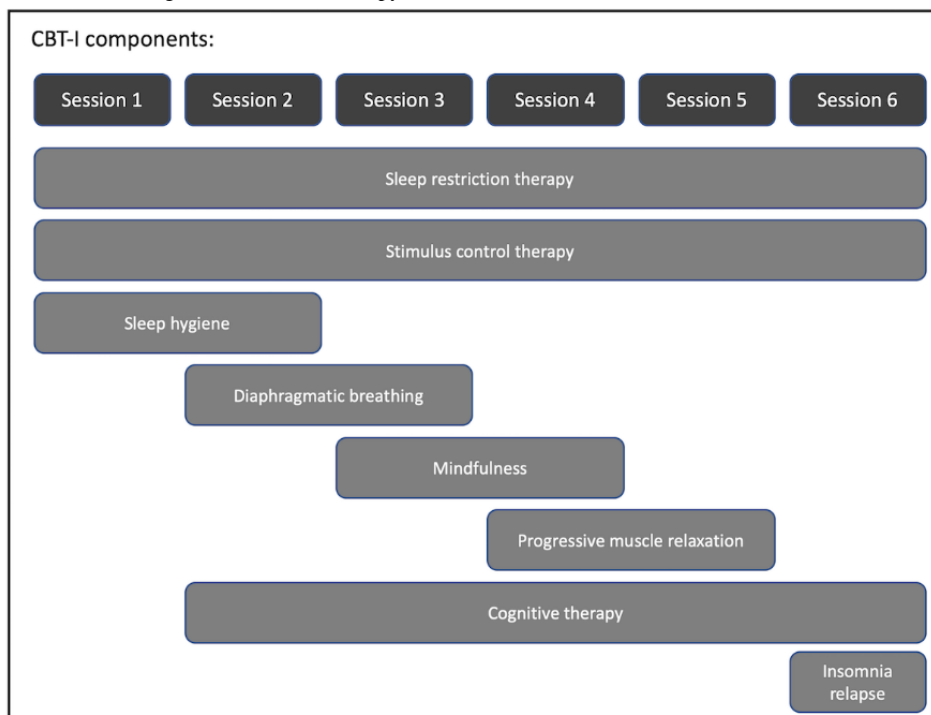 CBT-I components:
Session 1 Session 2 Session 3 Session 4 Session 5 Session 6
Sleep restriction therapy
Stimulus control therapy
Sleep hygiene
Diaphragmatic breathing
Mindfulness
Progressive muscle relaxation
Cognitive therapy
Insomnia
relapse